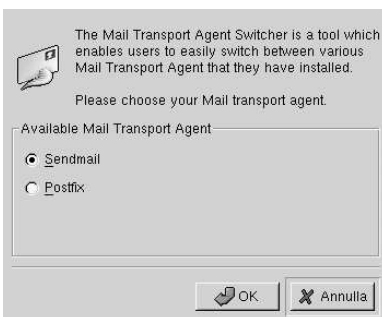 The Mail Transport Agent Switcher is a tool which
enables users to easily switch between various
Mail Transport Agent that they have installed.
Please choose your Mail transport agent.
Available Mail Transport Agent
Sendmail
Postfix
OK
Annulla